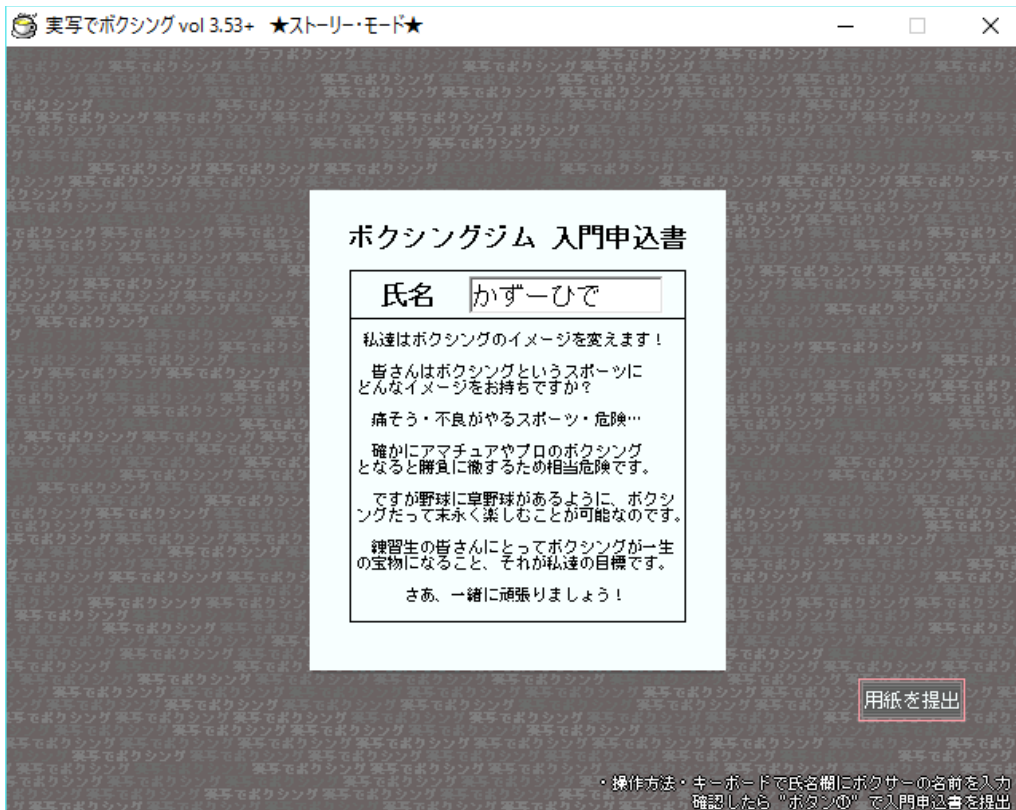 実写でボクシング vol 3.53+ ★ストーリー・モード★
ボクシングジム 入門申込書
氏名 かずーひで
私達はボクシングのイメージを変えます！
皆さんはボクシングというスポーツに
どんなイメージをお持ちですか？
痛そう・不良がやるスポーツ・危険…
確かにアマチュアやプロのボクシング
となると勝負に徹するため相当危険です。
ですが野球に草野球があるように、ボクシ
ングだって末永く楽しむことが可能なのです。
練習生の皆さんにとってボクシングが一生
の宝物になること、それが私達の目標です。
さあ、一緒に頑張りましょう！
用紙を提出
・操作方法・キーボードで氏名欄にボクサーの名前を入力
確認したら "ボタン①" で入門申込書を提出